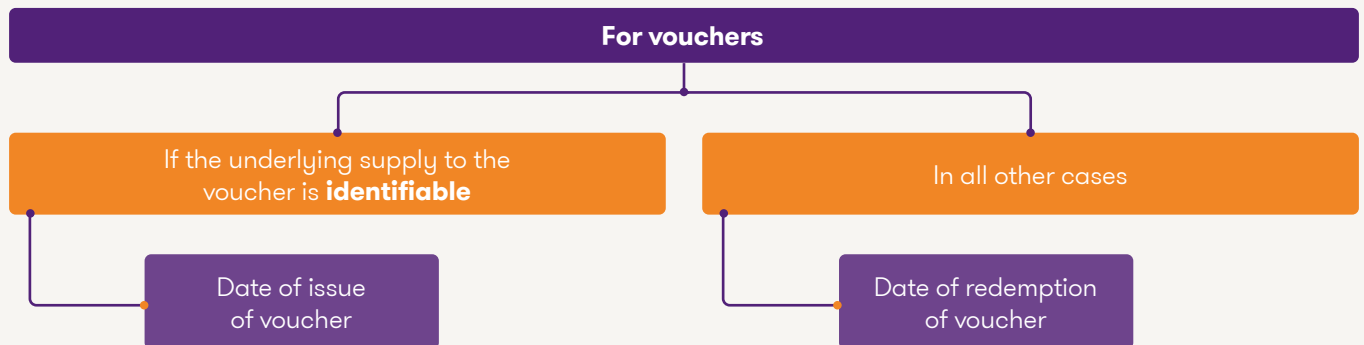 For vouchers
If the underlying supply to the
voucher is identifiable
In all other cases
Date of issue
of voucher
Date of redemption
of voucher